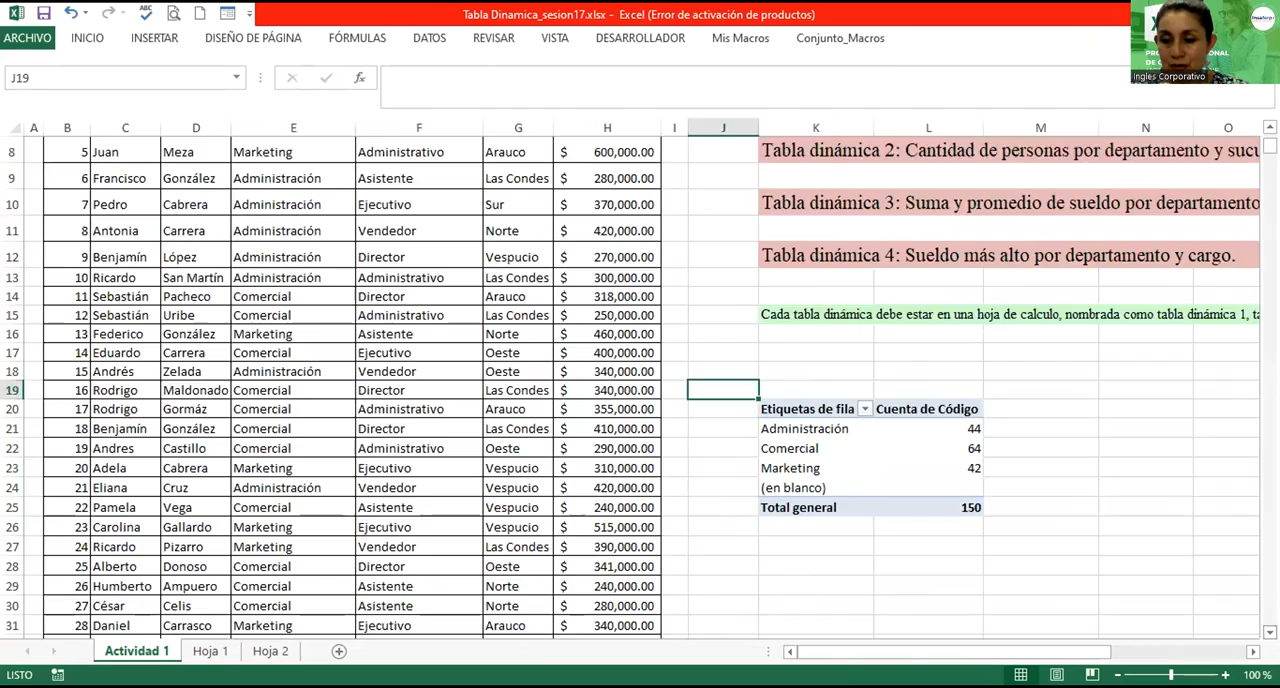 Tabla Dinamica_sesion17.xlsx - Excel (Error de activación de productos)
ARCHIVO INICIO INSERTAR DISEÑO DE PÁGINA FÓRMULAS DATOS REVISAR VISTA DESARROLLADOR Mis Macros Conjunto_Macros
Ingles Corporativo
J19 fx
A B C D E F G H I J K L M N O
8 5 Juan Meza Marketing Administrativo Arauco $ 600,000.00 Tabla dinámica 2: Cantidad de personas por departamento y sucu
9 6 Francisco González Administración Asistente Las Condes $ 280,000.00
10 7 Pedro Cabrera Administración Ejecutivo Sur $ 370,000.00 Tabla dinámica 3: Suma y promedio de sueldo por departamento
11 8 Antonia Carrera Administración Vendedor Norte $ 420,000.00
12 9 Benjamín López Administración Director Vespucio $ 270,000.00 Tabla dinámica 4: Sueldo más alto por departamento y cargo.
13 10 Ricardo San Martín Administración Administrativo Las Condes $ 300,000.00
14 11 Sebastián Pacheco Comercial Director Arauco $ 318,000.00
15 12 Sebastián Uribe Comercial Administrativo Las Condes $ 250,000.00 Cada tabla dinámica debe estar en una hoja de calculo, nombrada como tabla dinámica 1, ta
16 13 Federico González Marketing Asistente Norte $ 460,000.00
17 14 Eduardo Carrera Comercial Ejecutivo Oeste $ 400,000.00
18 15 Andrés Zelada Administración Vendedor Oeste $ 340,000.00
19 16 Rodrigo Maldonado Comercial Director Las Condes $ 340,000.00
20 17 Rodrigo Gormáz Comercial Administrativo Arauco $ 355,000.00 Etiquetas de fila Cuenta de Código
21 18 Benjamín González Comercial Director Las Condes $ 410,000.00 Administración 44
22 19 Andres Castillo Comercial Administrativo Oeste $ 290,000.00 Comercial 64
23 20 Adela Cabrera Marketing Ejecutivo Vespucio $ 310,000.00 Marketing 42
24 21 Eliana Cruz Administración Vendedor Vespucio $ 420,000.00 (en blanco)
25 22 Pamela Vega Comercial Asistente Vespucio $ 240,000.00 Total general 150
26 23 Carolina Gallardo Marketing Ejecutivo Vespucio $ 515,000.00
27 24 Ricardo Pizarro Marketing Vendedor Las Condes $ 390,000.00
28 25 Alberto Donoso Comercial Director Oeste $ 341,000.00
29 26 Humberto Ampuero Comercial Asistente Norte $ 240,000.00
30 27 César Celis Comercial Asistente Norte $ 280,000.00
31 28 Daniel Carrasco Marketing Ejecutivo Arauco $ 340,000.00
Actividad 1 Hoja 1 Hoja 2
LISTO 100 %